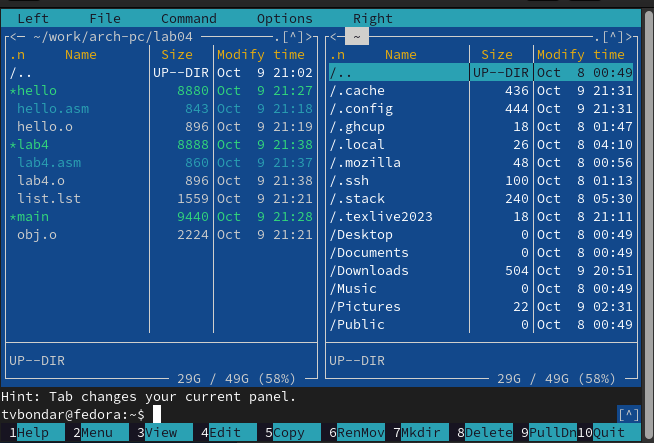 Left File Command Options Right
<─ ~/work/arch-pc/lab04 ─.[^]>
.n Name Size Modify time
/.. UP--DIR Oct 9 21:02
*hello 8880 Oct 9 21:27
hello.asm 843 Oct 9 21:18
hello.o 896 Oct 9 21:19
*lab4 8888 Oct 9 21:38
lab4.asm 860 Oct 9 21:37
lab4.o 896 Oct 9 21:38
list.lst 1559 Oct 9 21:21
*main 9440 Oct 9 21:28
obj.o 2224 Oct 9 21:21
UP--DIR
29G / 49G (58%)
<─ ~ ─.[^]>
.n Name Size Modify time
/.. UP--DIR Oct 8 00:49
/.cache 436 Oct 9 21:31
/.config 444 Oct 9 21:31
/.ghcup 18 Oct 8 01:47
/.local 26 Oct 8 04:10
/.mozilla 48 Oct 8 00:56
/.ssh 100 Oct 8 01:13
/.stack 240 Oct 8 05:30
/.texlive2023 18 Oct 8 21:11
/Desktop 0 Oct 8 00:49
/Documents 0 Oct 8 00:49
/Downloads 504 Oct 9 20:51
/Music 0 Oct 8 00:49
/Pictures 22 Oct 9 02:31
/Public 0 Oct 8 00:49
UP--DIR
29G / 49G (58%)
Hint: Tab changes your current panel.
tvbondar@fedora:~$ [^]
1Help 2Menu 3View 4Edit 5Copy 6RenMov 7Mkdir 8Delete 9PullDn 10Quit